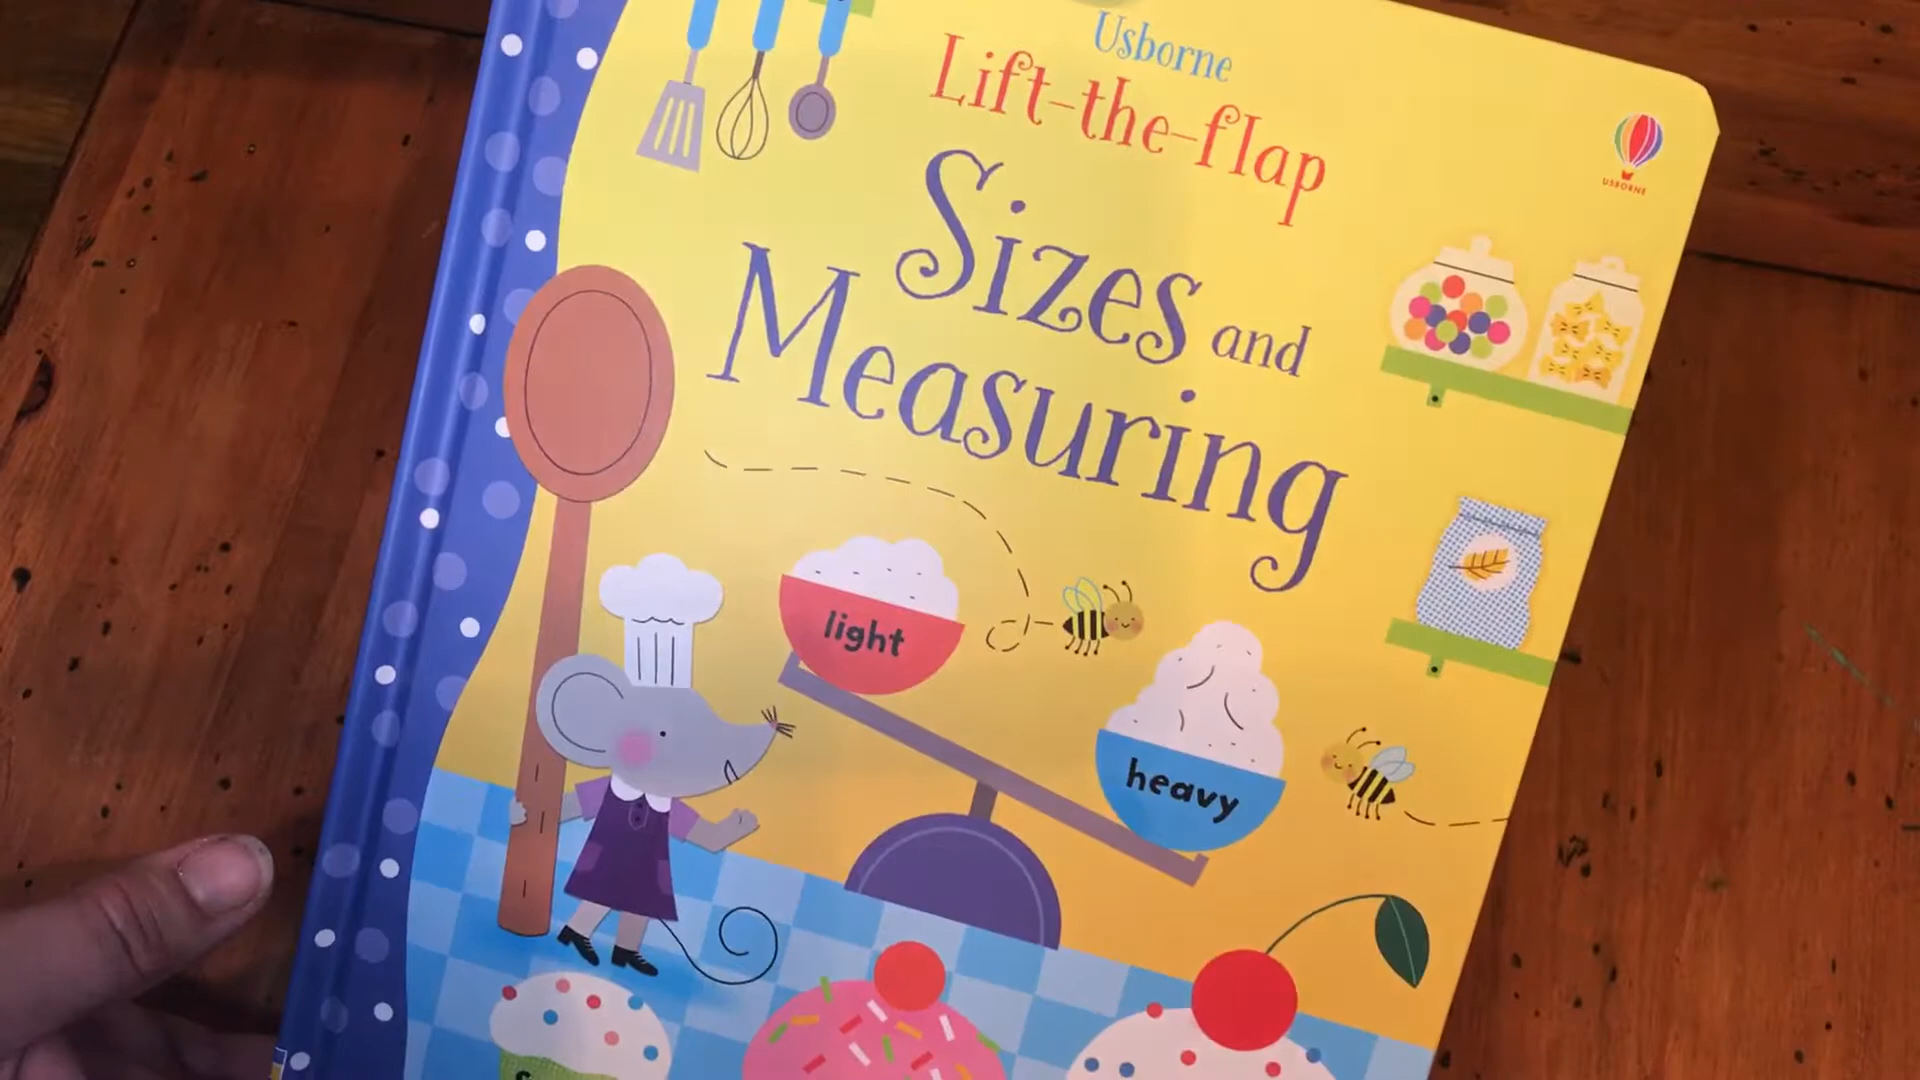 Usborne
Lift-the-flap
Sizes and
Measuring
USBORNE
light
heavy